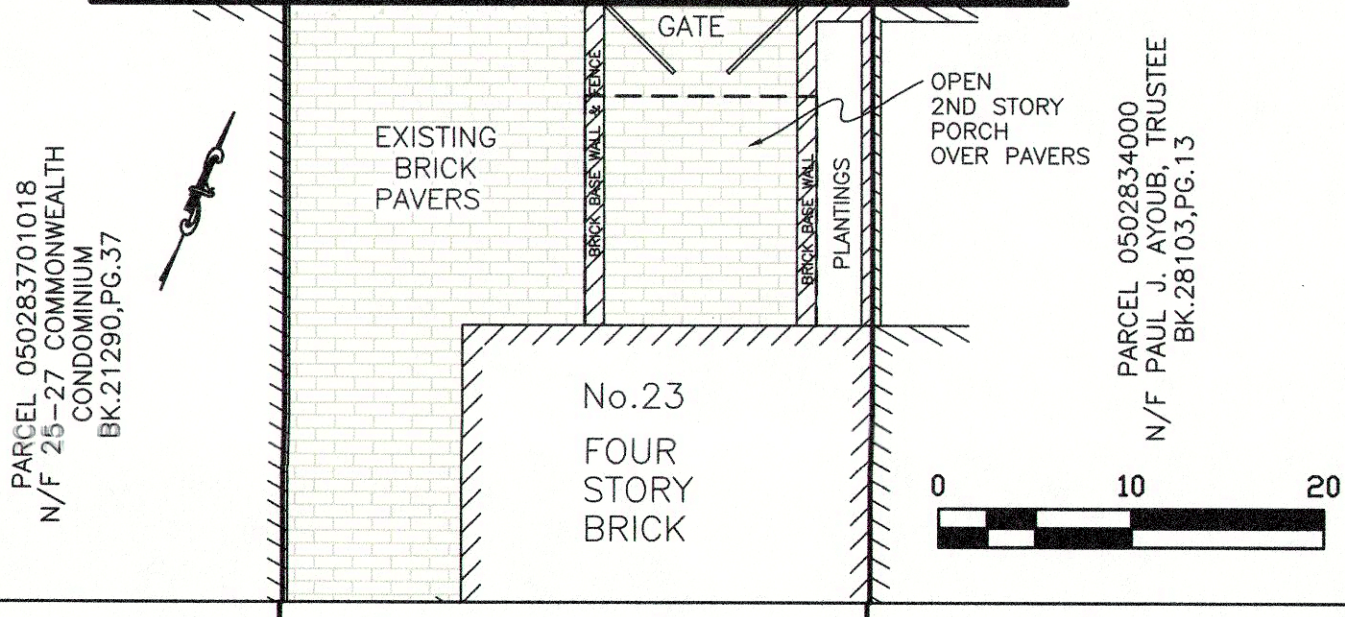 PARCEL 050283701018
N/F 25-27 COMMONWEALTH
CONDOMINIUM
BK.21290,PG.37
EXISTING
BRICK
PAVERS
BRICK BASE WALL & FENCE
GATE
BRICK BASE WALL
PLANTINGS
OPEN
2ND STORY
PORCH
OVER PAVERS
PARCEL 0502834000
N/F PAUL J. AYOUB, TRUSTEE
BK.28103,PG.13
No.23
FOUR
STORY
BRICK
0 10 20